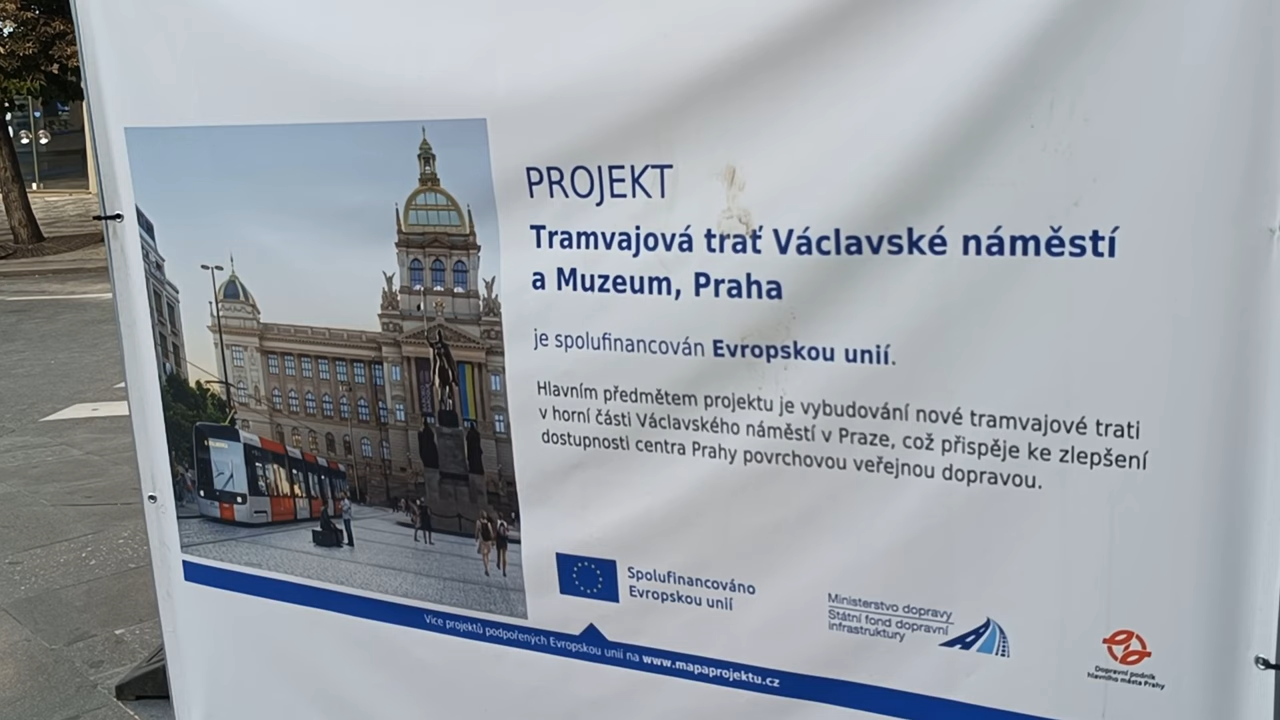 PROJEKT
Tramvajová trať Václavské náměstí
a Muzeum, Praha
je spolufinancován Evropskou unií.
Hlavním předmětem projektu je vybudování nové tramvajové trati
v horní části Václavského náměstí v Praze, což přispěje ke zlepšení
dostupnosti centra Prahy povrchovou veřejnou dopravou.
Spolufinancováno
Evropskou unií
Ministerstvo dopravy
Státní fond dopravní
infrastruktury
Dopravní podnik
hlavního města Prahy
Více projektů podpořených Evropskou unií na www.mapaprojektu.cz